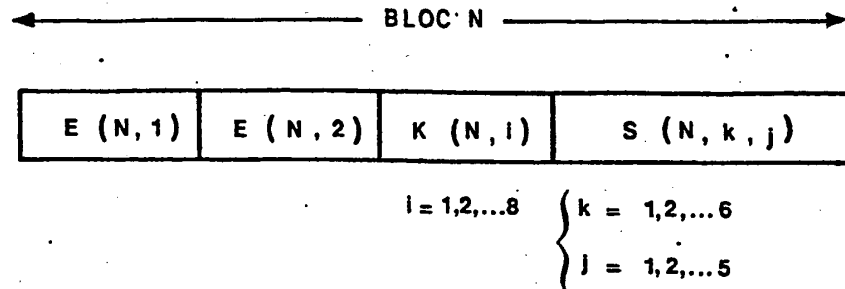 BLOC N
E (N,1) E (N,2) K (N,i) S (N,k,j)
i = 1,2,...8 k = 1,2,...6
j = 1,2,...5